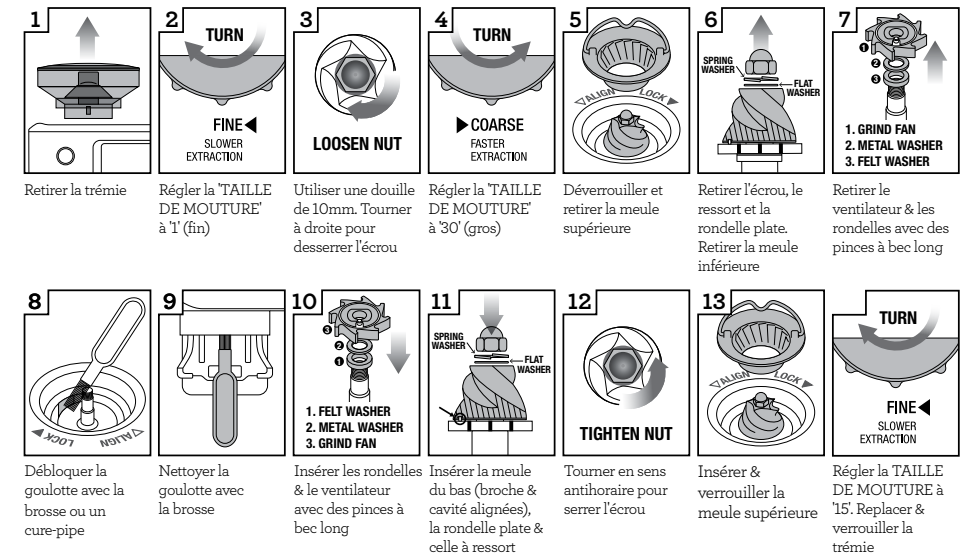 1
Retirer la trémie
2
TURN
FINE
SLOWER
EXTRACTION
Régler la 'TAILLE
DE MOUTURE'
à '1' (fin)
3
LOOSEN NUT
Utiliser une douille
de 10mm. Tourner
à droite pour
desserrer l'écrou
4
TURN
COARSE
FASTER
EXTRACTION
Régler la 'TAILLE
DE MOUTURE'
à '30' (gros)
5
ALIGN LOCK
Déverrouiller et
retirer la meule
supérieure
6
SPRING
WASHER
FLAT
WASHER
Retirer l'écrou, le
ressort et la
rondelle plate.
Retirer la meule
inférieure
7
1
2
3
1. GRIND FAN
2. METAL WASHER
3. FELT WASHER
Retirer le
ventilateur & les
rondelles avec des
pinces à bec long
8
LOCK ALIGN
Débloquer la
goulotte avec la
brosse ou un
cure-pipe
9
Nettoyer la
goulotte avec
la brosse
10
3
2
1
1. FELT WASHER
2. METAL WASHER
3. GRIND FAN
Insérer les rondelles
& le ventilateur
avec des pinces à
bec long
11
SPRING
WASHER
FLAT
WASHER
Insérer la meule
du bas (broche &
cavité alignées),
la rondelle plate &
celle à ressort
12
TIGHTEN NUT
Tourner en sens
antihoraire pour
serrer l'écrou
13
ALIGN LOCK
Insérer &
verrouiller la
meule supérieure
TURN
FINE
SLOWER
EXTRACTION
Régler la TAILLE
DE MOUTURE à
'15'. Replacer &
verrouiller la
trémie